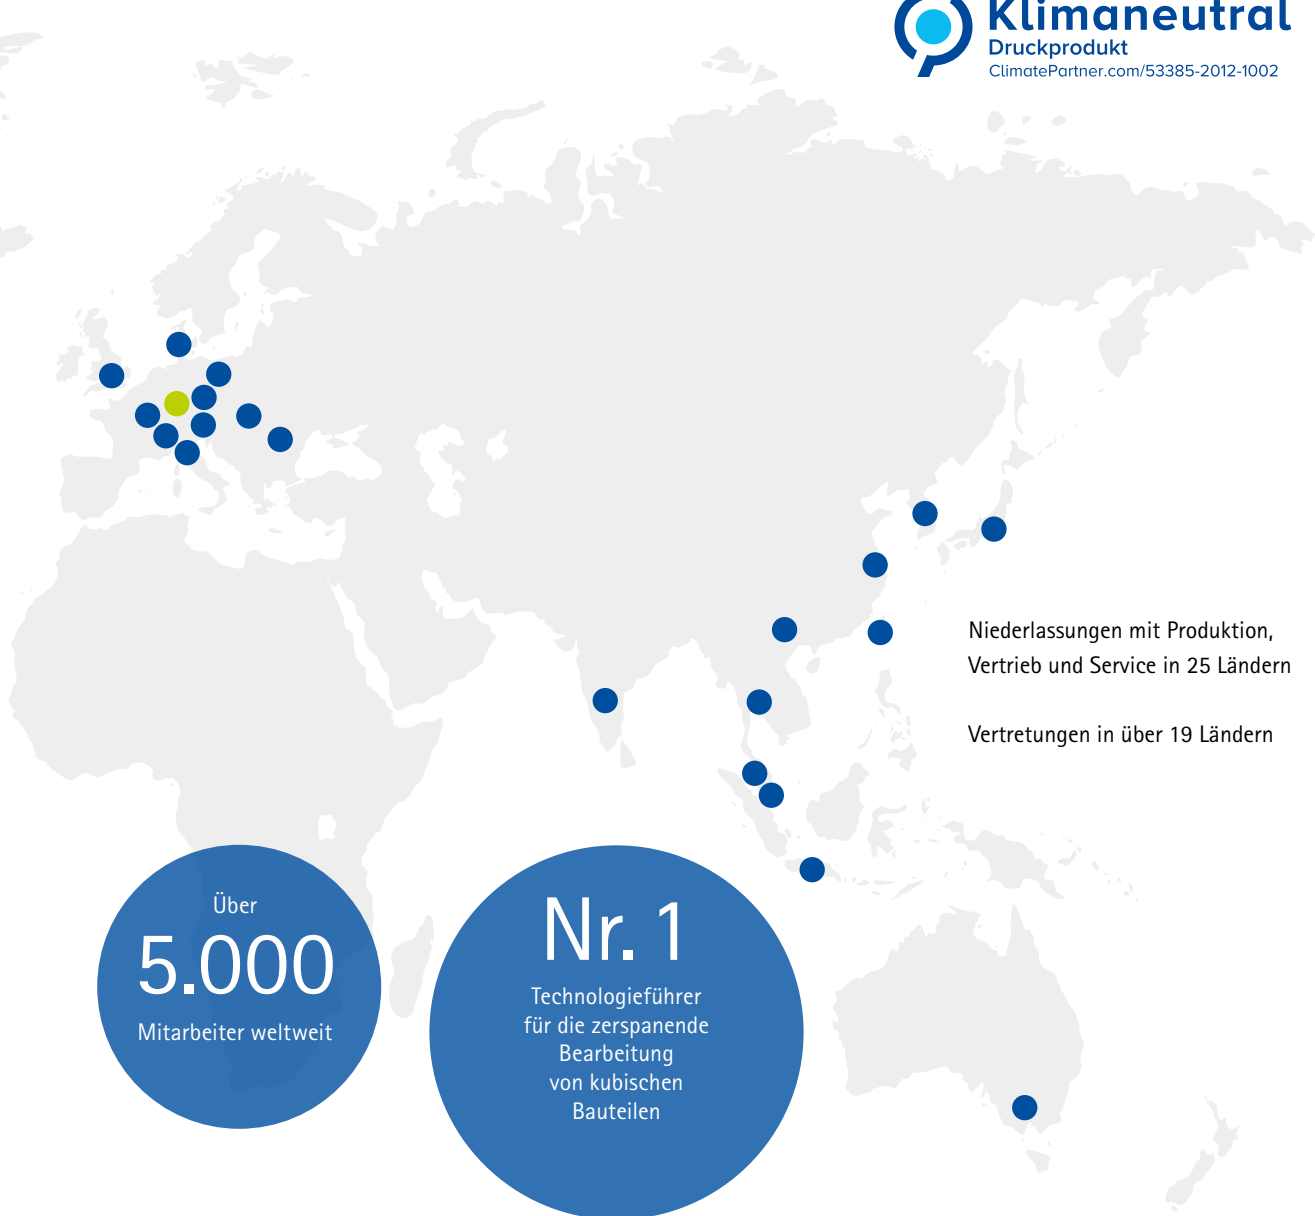 Klimaneutral
Druckprodukt
ClimatePartner.com/53385-2012-1002
Niederlassungen mit Produktion,
Vertrieb und Service in 25 Ländern
Vertretungen in über 19 Ländern
Über
5.000
Mitarbeiter weltweit
Nr. 1
Technologieführer
für die zerspanende
Bearbeitung
von kubischen
Bauteilen